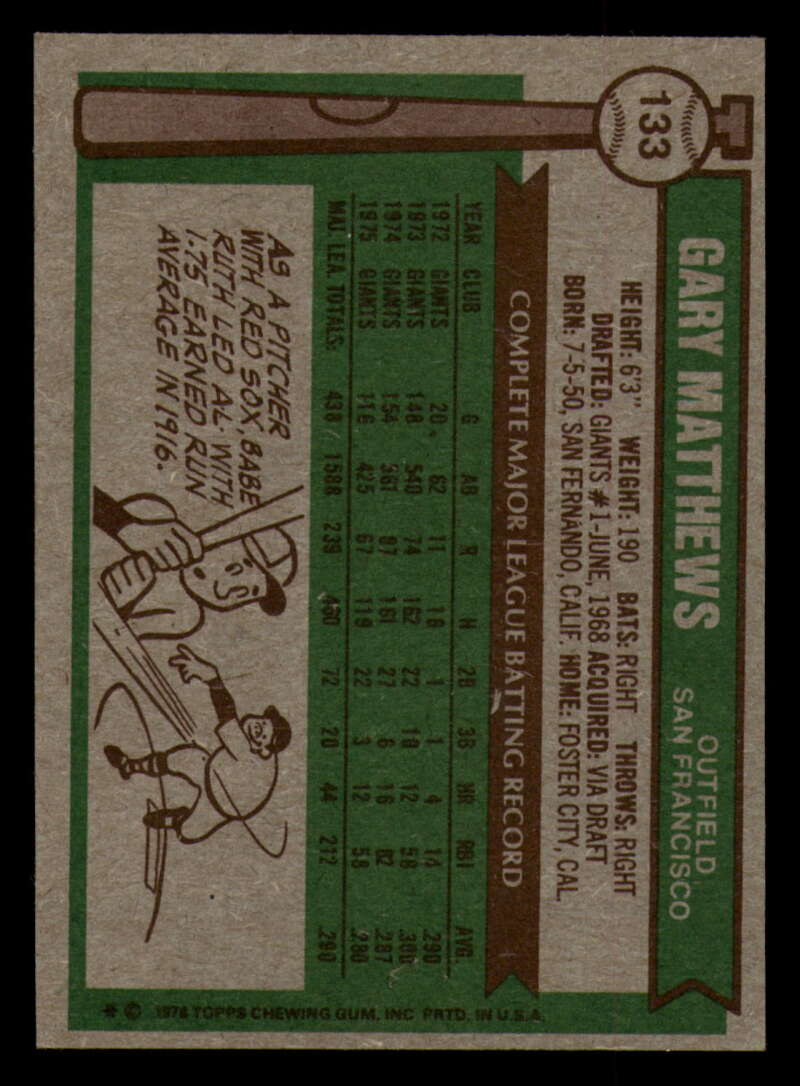 133
GARY MATTHEWS
OUTFIELD
SAN FRANCISCO
HEIGHT: 6'3" WEIGHT: 190 BATS: RIGHT THROWS: RIGHT
DRAFTED: GIANTS #1-JUNE, 1968 ACQUIRED: VIA DRAFT
BORN: 7-5-50, SAN FERNANDO, CALIF. HOME: FOSTER CITY, CAL.
COMPLETE MAJOR LEAGUE BATTING RECORD
YEAR CLUB G AB R H 2B 3B HR RBI AVG.
1972 GIANTS 20 62 11 18 1 1 4 14 .290
1973 GIANTS 148 540 74 162 22 10 12 58 .300
1974 GIANTS 154 561 87 161 27 6 16 82 .287
1975 GIANTS 116 425 67 119 22 3 12 58 .280
MAJ. LEA. TOTALS: 438 1588 239 460 72 20 44 212 .290
AS A PITCHER
WITH RED SOX, BABE
RUTH LED AL. WITH
1.75 EARNED RUN
AVERAGE IN 1916.
* © 1976 TOPPS CHEWING GUM, INC PRTD. IN U.S.A.